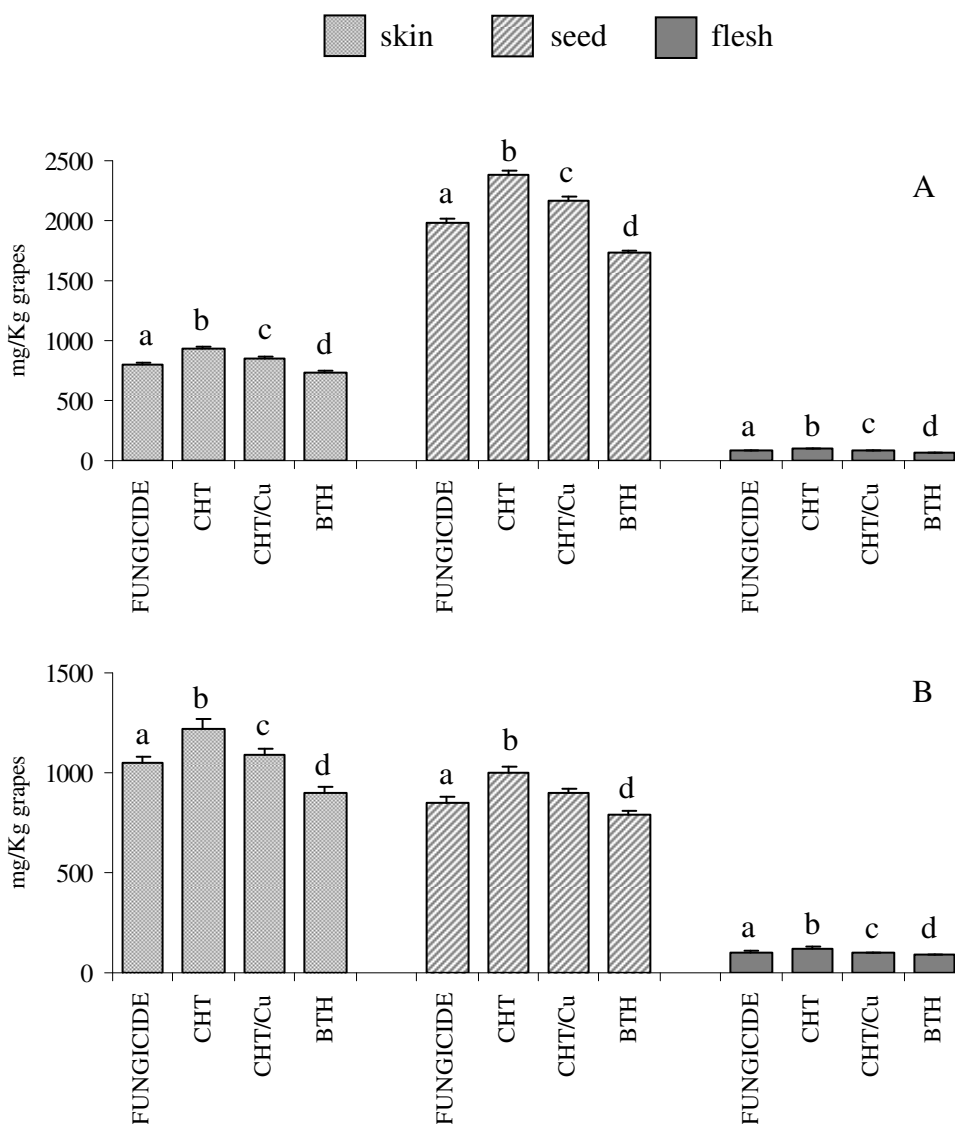 skin seed flesh
A
mg/Kg grapes
2500
2000
1500
1000
500
0
a b c d
a b c d
a b c d
FUNGICIDE CHT CHT/Cu BTH
FUNGICIDE CHT CHT/Cu BTH
FUNGICIDE CHT CHT/Cu BTH
B
mg/Kg grapes
1500
1000
500
0
a b c d
a b d
a b c d
FUNGICIDE CHT CHT/Cu BTH
FUNGICIDE CHT CHT/Cu BTH
FUNGICIDE CHT CHT/Cu BTH